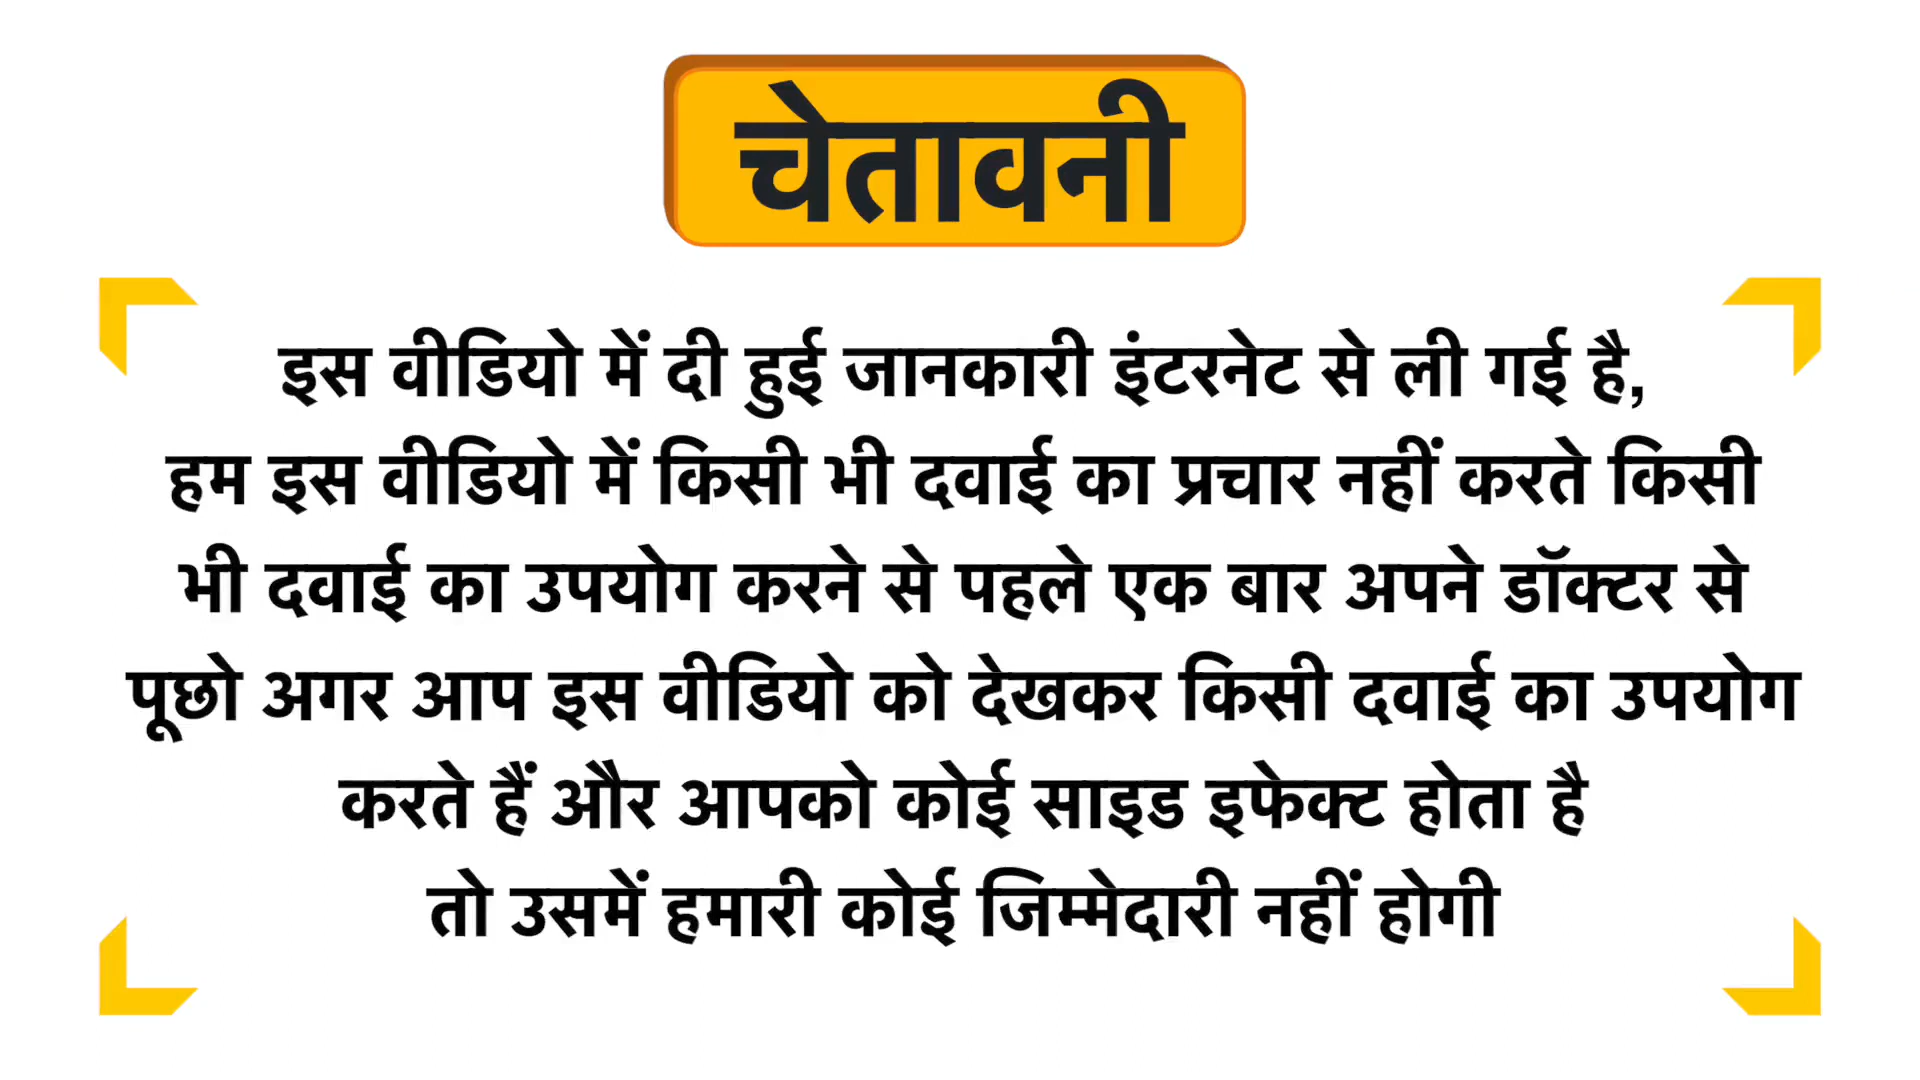 चेतावनी
इस वीडियो में दी हुई जानकारी इंटरनेट से ली गई है,
हम इस वीडियो में किसी भी दवाई का प्रचार नहीं करते किसी
भी दवाई का उपयोग करने से पहले एक बार अपने डॉक्टर से
पूछो अगर आप इस वीडियो को देखकर किसी दवाई का उपयोग
करते हैं और आपको कोई साइड इफेक्ट होता है
तो उसमें हमारी कोई जिम्मेदारी नहीं होगी